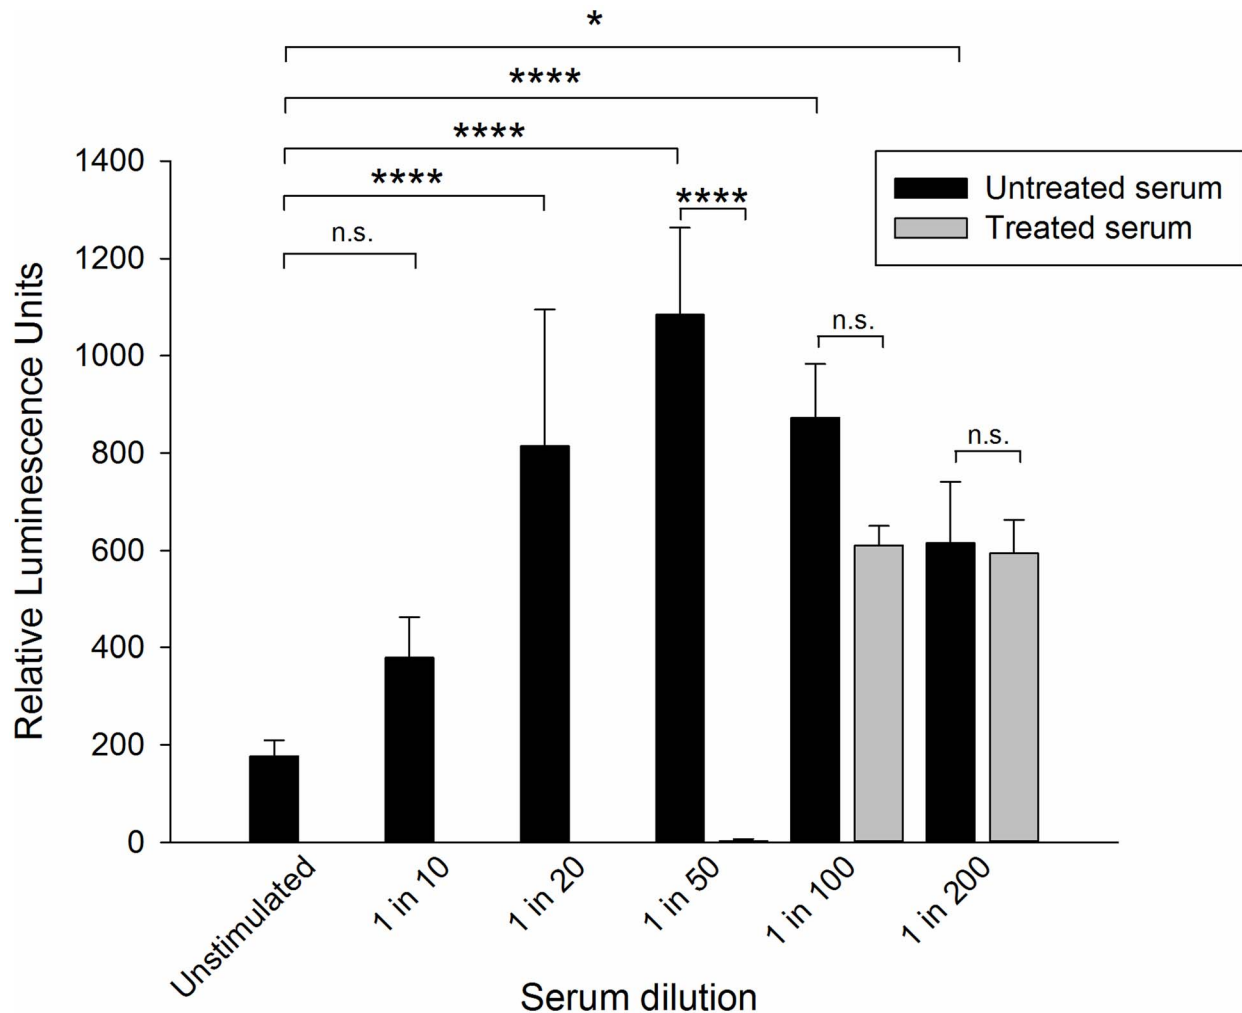 *
****
****
****
n.s.
****
n.s.
n.s.
Untreated serum
Treated serum
Relative Luminescence Units
1400
1200
1000
800
600
400
200
0
Unstimulated
1 in 10
1 in 20
1 in 50
1 in 100
1 in 200
Serum dilution